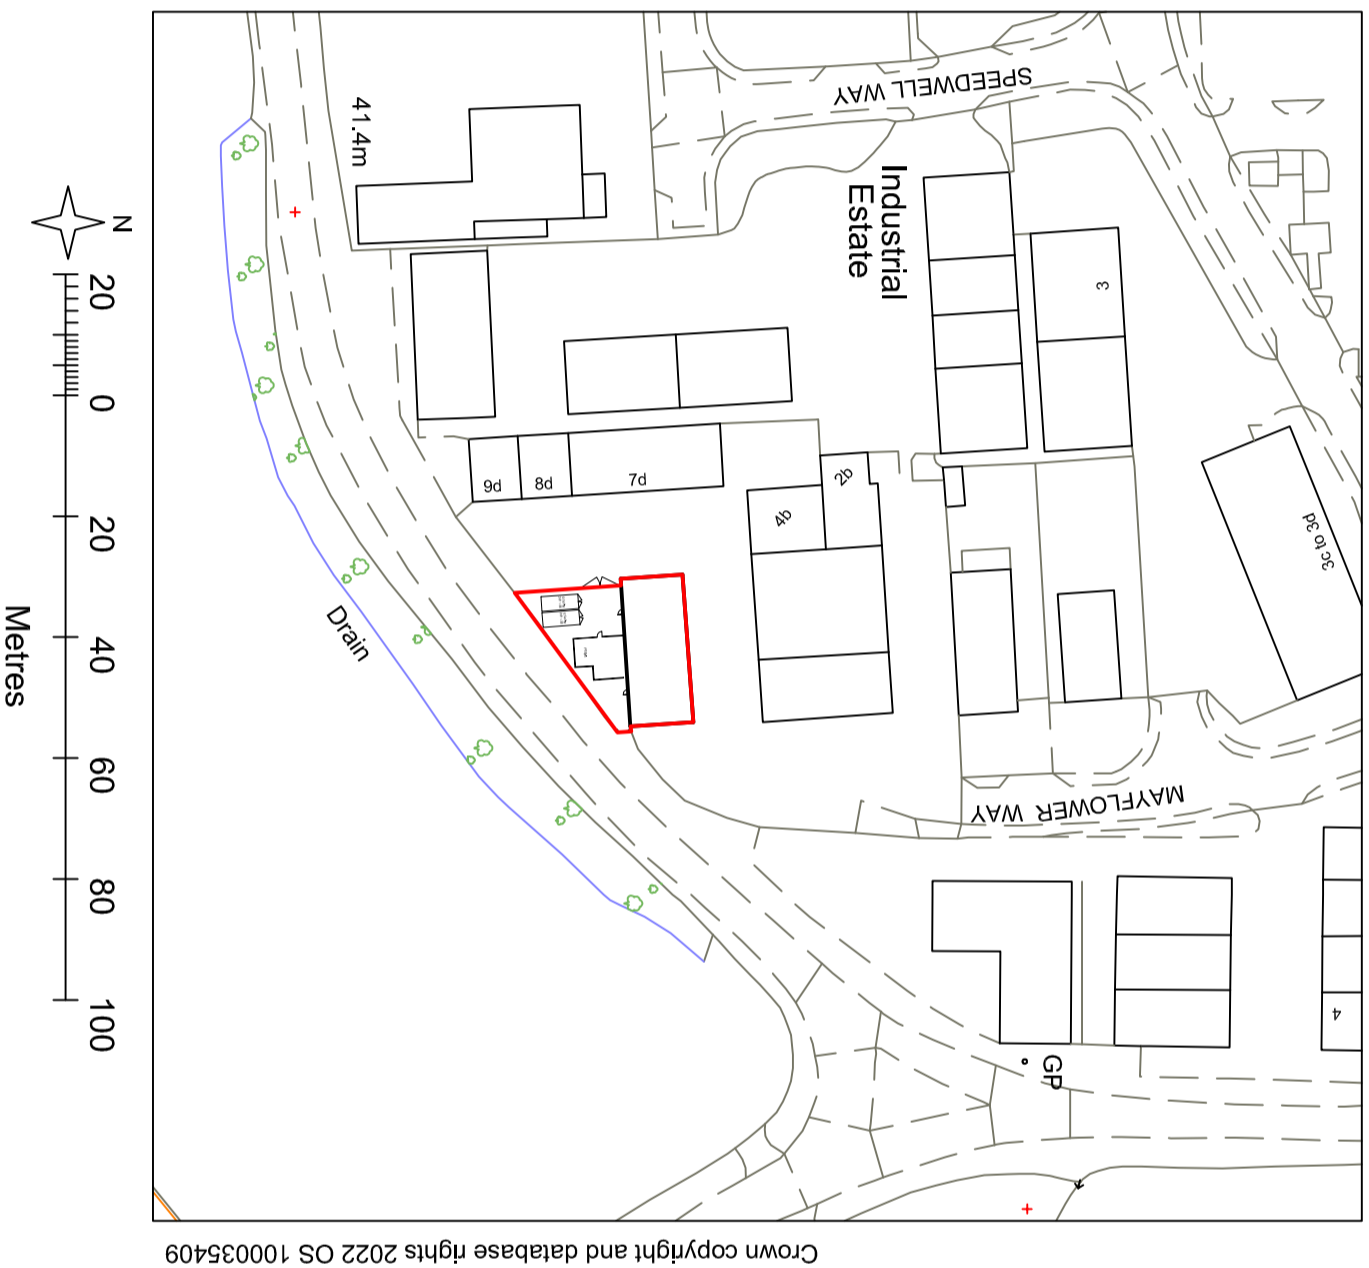 SPEEDWELL WAY
41.4m
Industrial
Estate
3
N
20
0
20
40
60
80
100
Metres
9d
8d
7d
2b
4b
3c to 3d
Drain
MAYFLOWER WAY
4
GP
Crown copyright and database rights 2022 OS 100035409